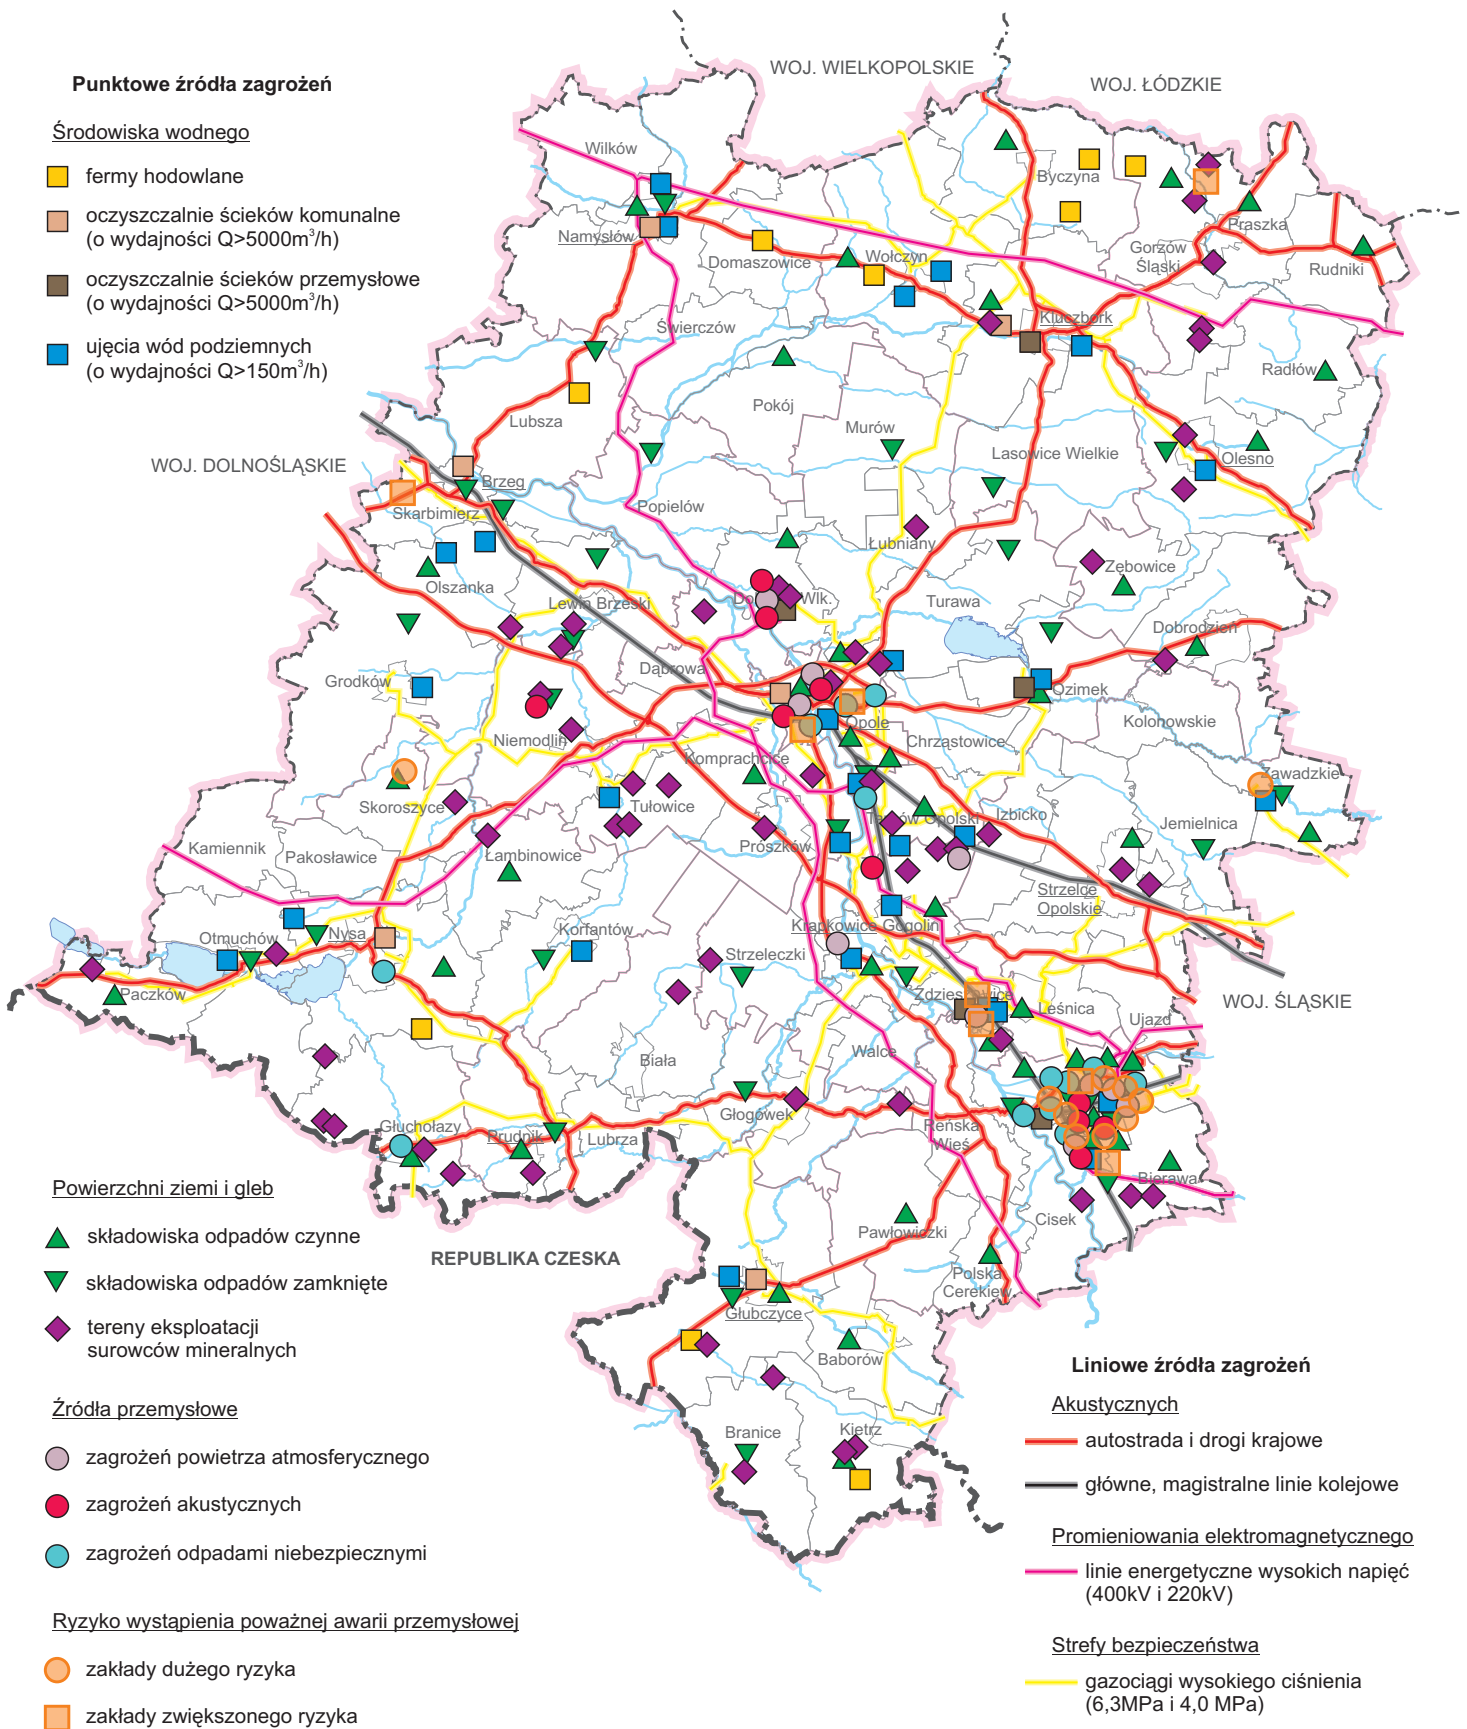 WOJ. WIELKOPOLSKIE
WOJ. ŁÓDZKIE
Punktowe źródła zagrożeń
Środowiska wodnego
fermy hodowlane
oczyszczalnie ścieków komunalne
(o wydajności Q>5000m³/h)
oczyszczalnie ścieków przemysłowe
(o wydajności Q>5000m³/h)
ujęcia wód podziemnych
(o wydajności Q>150m³/h)
Wilków
Byczyna
Namysłów
Domaszowice
Wołczyn
Gorzów
Śląski
Praszka
Rudniki
Świerczów
Kluczbork
Radłów
Pokój
Lubsza
Murów
Lasowice Wielkie
Olesno
WOJ. DOLNOŚLĄSKIE
Brzeg
Skarbimierz
Popielów
Łubniany
Zębowice
Olszanka
Lewin Brzeski
Wlk.
Turawa
Dobrodzień
Dąbrowa
Grodków
Ozimek
Kolonowskie
Opole
Niemodlin
Chrząstowice
Komprachcice
Zawadzkie
Skoroszyce
Tułowice
Izbicko
Jemielnica
Prószków
Kamiennik
Pakosławice
Łambinowice
Strzelce
Opolskie
Krapkowice
Gogolin
Otmuchów
Nysa
Korfantów
Strzeleczki
Paczków
Leśnica
WOJ. ŚLĄSKIE
Ujazd
Walce
Biała
Głogówek
Głuchołazy
Prudnik
Lubrza
Reńska
Wieś
Bierawa
Cisek
Pawłowiczki
REPUBLIKA CZESKA
Polska
Cerekiew
Głubczyce
Baborów
Branice
Kietrz
Powierzchni ziemi i gleb
składowiska odpadów czynne
składowiska odpadów zamknięte
tereny eksploatacji
surowców mineralnych
Źródła przemysłowe
zagrożeń powietrza atmosferycznego
zagrożeń akustycznych
zagrożeń odpadami niebezpiecznymi
Ryzyko wystąpienia poważnej awarii przemysłowej
zakłady dużego ryzyka
zakłady zwiększonego ryzyka
Liniowe źródła zagrożeń
Akustycznych
autostrada i drogi krajowe
główne, magistralne linie kolejowe
Promieniowania elektromagnetycznego
linie energetyczne wysokich napięć
(400kV i 220kV)
Strefy bezpieczeństwa
gazociągi wysokiego ciśnienia
(6,3MPa i 4,0 MPa)